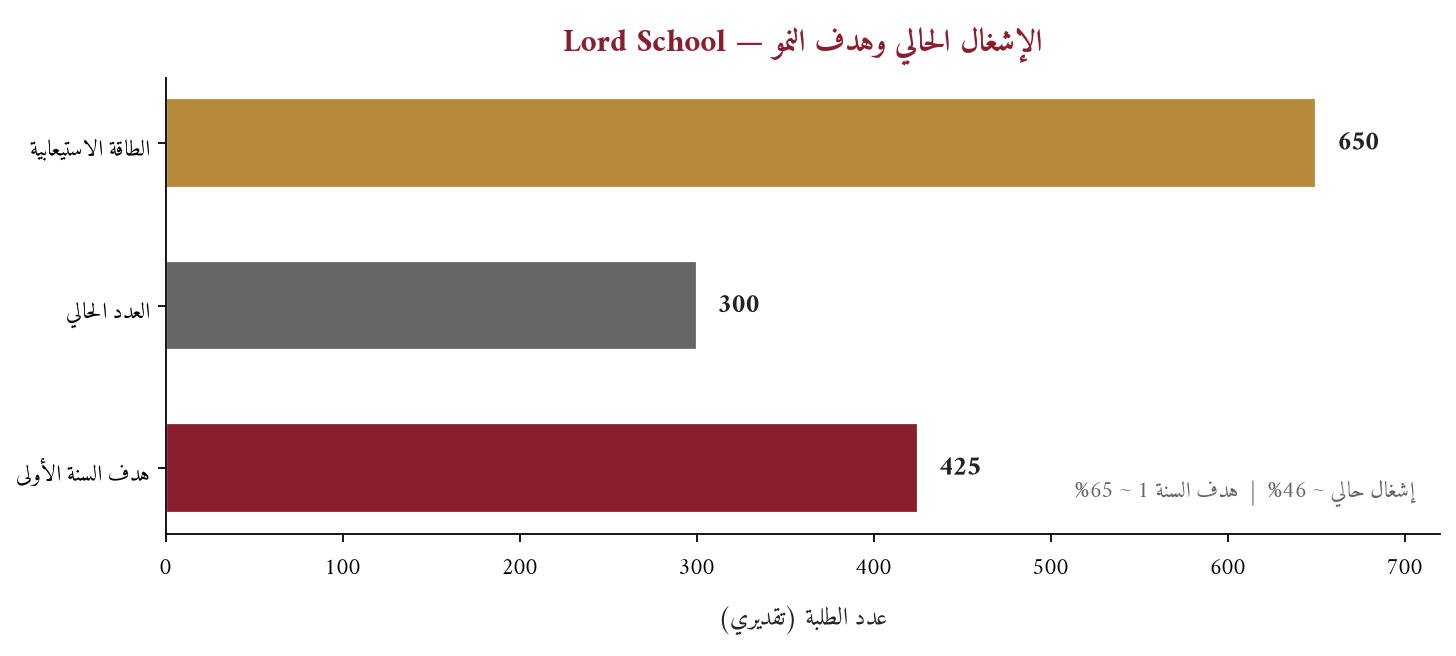 الإشغال الحالي وهدف النمو — Lord School
الطاقة الاستيعابية
650
العدد الحالي
300
هدف السنة الأولى
425
إشغال حالي ~ 46% | هدف السنة 1 ~ 65%
0 100 200 300 400 500 600 700
عدد الطلبة (تقديري)